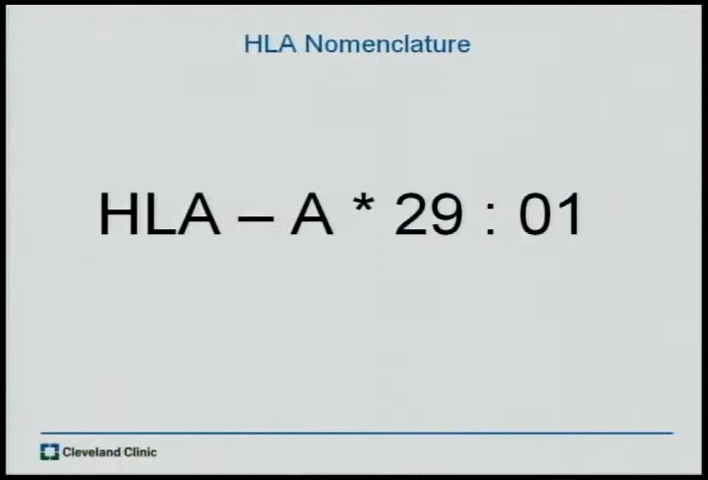 HLA Nomenclature
HLA – A * 29 : 01
Cleveland Clinic